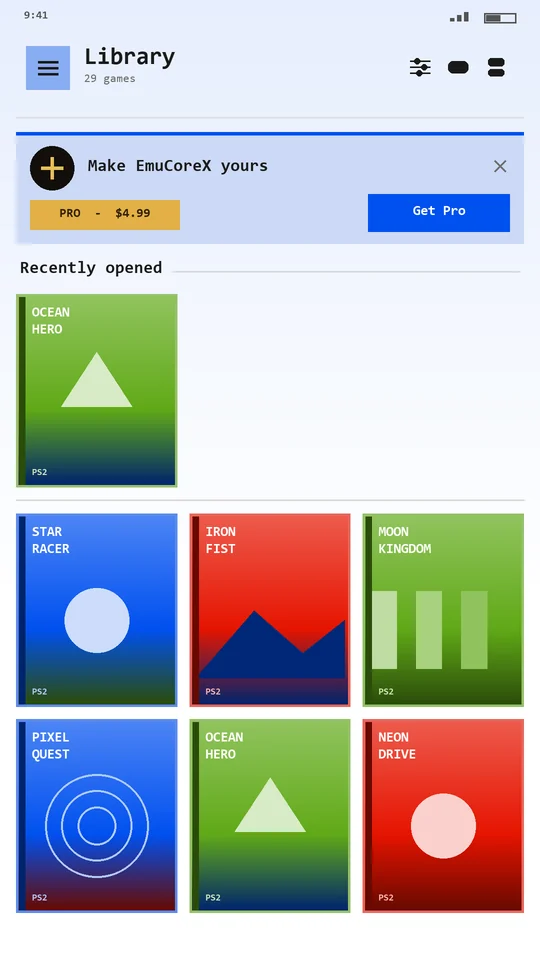 9:41
Library
29 games
Make EmuCoreX yours
PRO - $4.99
Get Pro
Recently opened
OCEAN
HERO
PS2
STAR
RACER
PS2
IRON
FIST
PS2
MOON
KINGDOM
PS2
PIXEL
QUEST
PS2
OCEAN
HERO
PS2
NEON
DRIVE
PS2